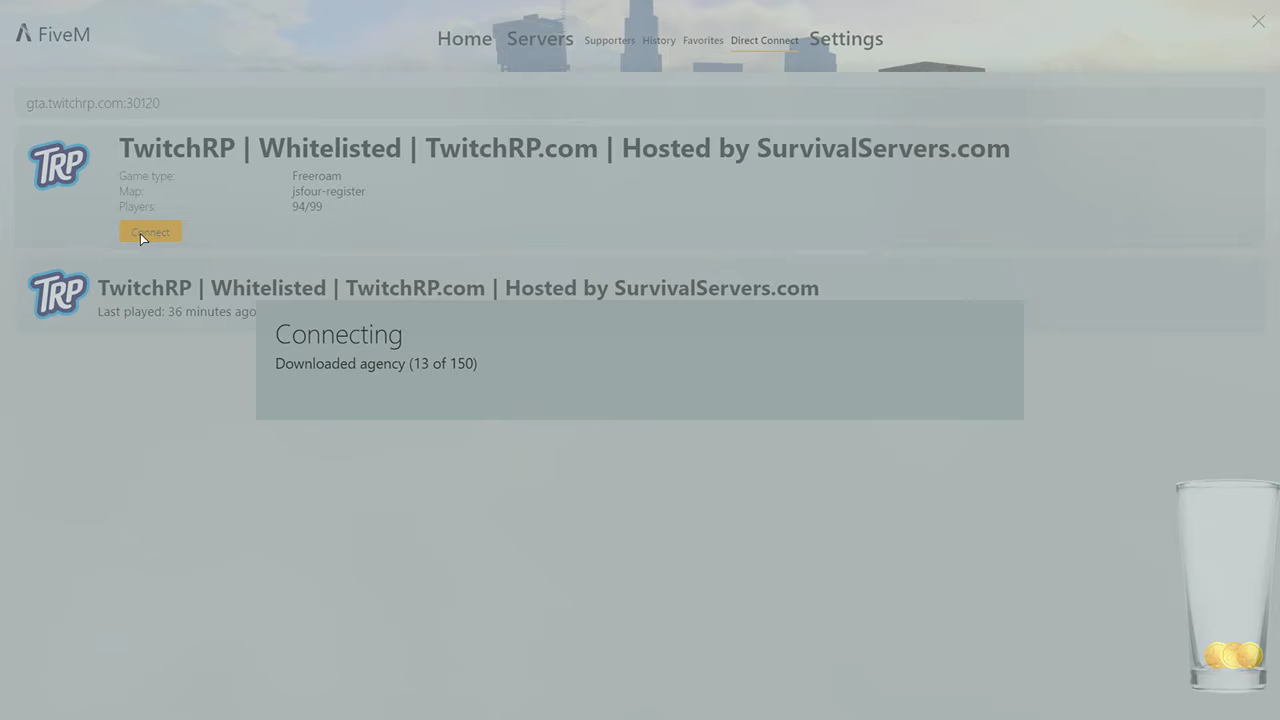 FiveM
Home Servers Supporters History Favorites Direct Connect Settings
gta.twitchrp.com:30120
TRP
TwitchRP | Whitelisted | TwitchRP.com | Hosted by SurvivalServers.com
Game type: Freeroam
Map: jsfour-register
Players: 94/99
Connect
TRP
TwitchRP | Whitelisted | TwitchRP.com | Hosted by SurvivalServers.com
Last played: 36 minutes ago
Connecting
Downloaded agency (13 of 150)